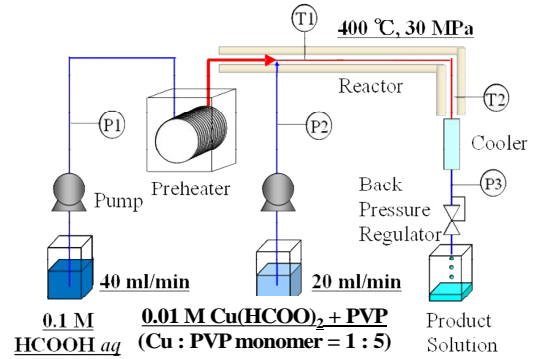 T1
400 ℃, 30 MPa
Reactor
T2
P1
P2
Cooler
Preheater
P3
Pump
Back
Pressure
Regulator
40 ml/min
20 ml/min
0.1 M
HCOOH aq
0.01 M Cu(HCOO)2 + PVP
(Cu : PVP monomer = 1 : 5)
Product
Solution